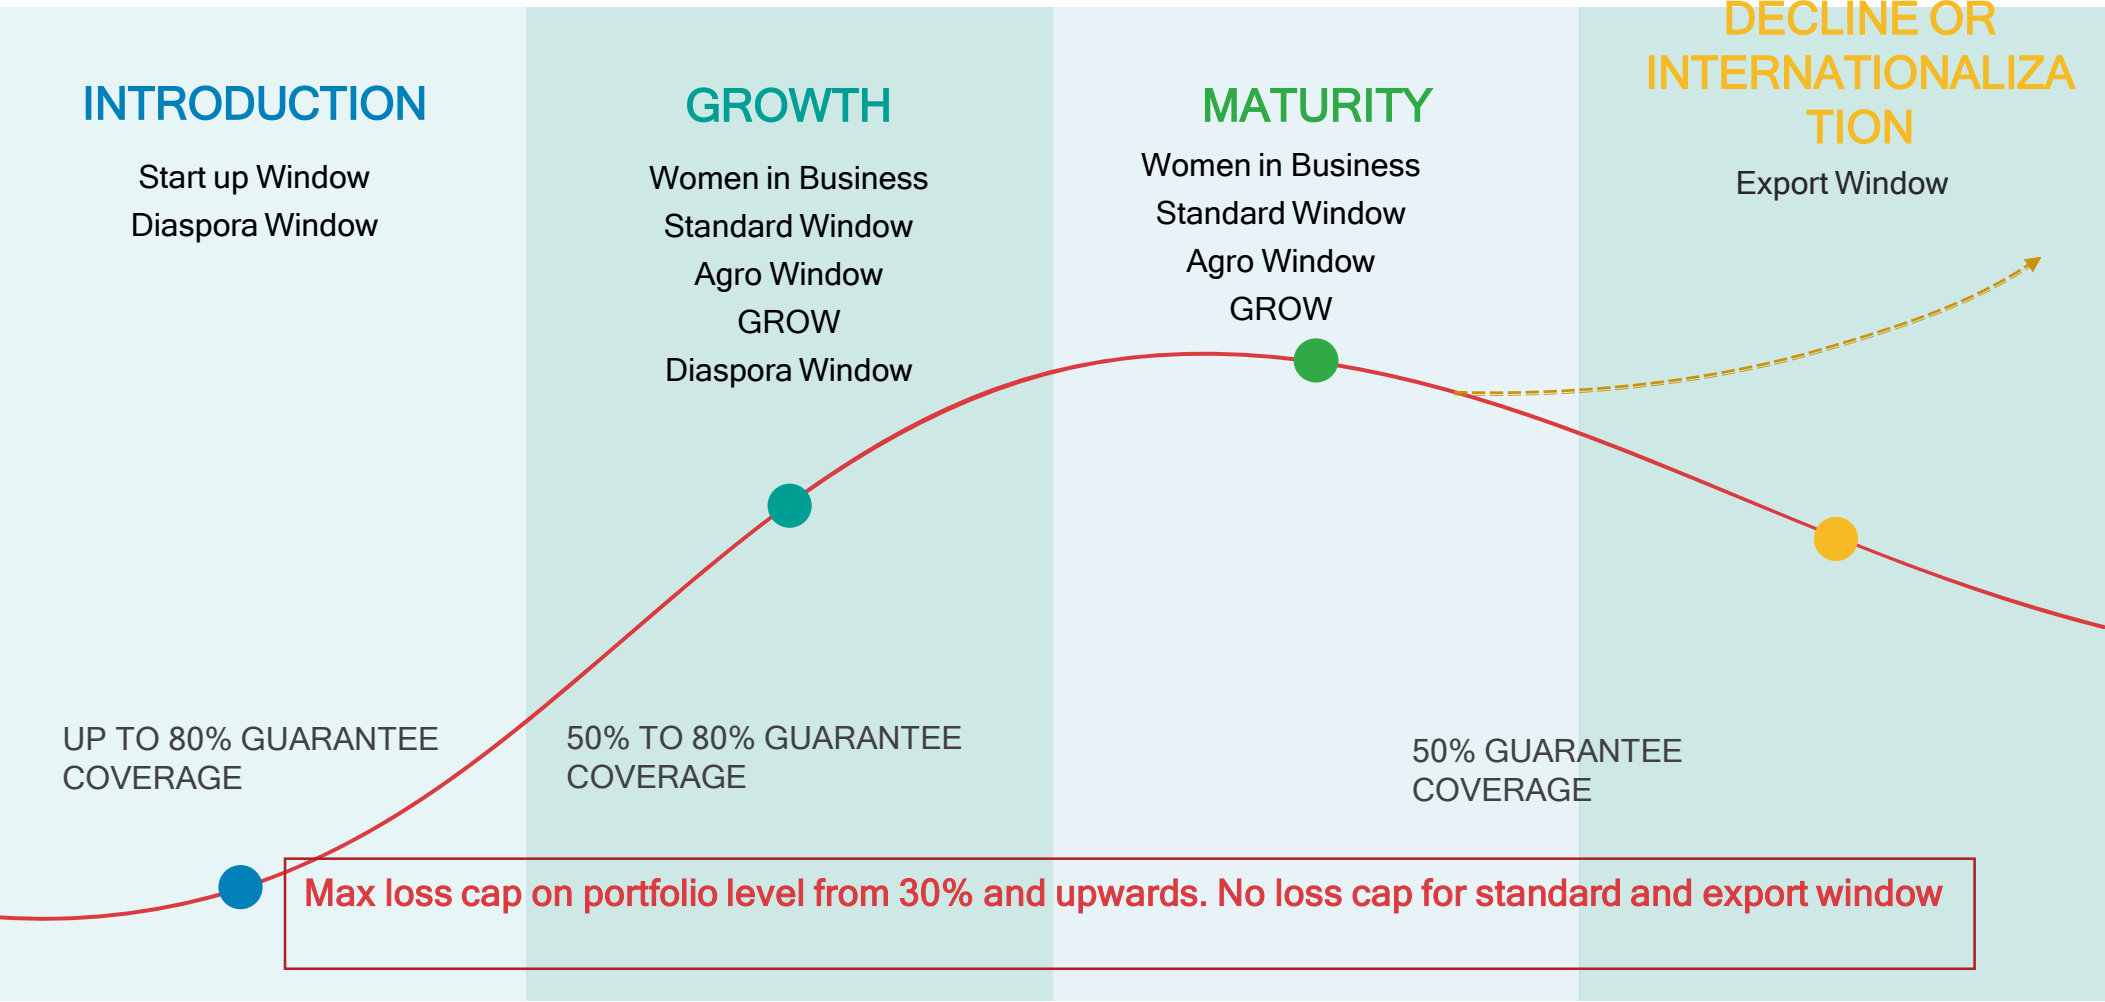 INTRODUCTION
Start up Window
Diaspora Window
GROWTH
Women in Business
Standard Window
Agro Window
GROW
Diaspora Window
MATURITY
Women in Business
Standard Window
Agro Window
GROW
DECLINE OR
INTERNATIONALIZA
TION
Export Window
UP TO 80% GUARANTEE
COVERAGE
50% TO 80% GUARANTEE
COVERAGE
50% GUARANTEE
COVERAGE
Max loss cap on portfolio level from 30% and upwards. No loss cap for standard and export window